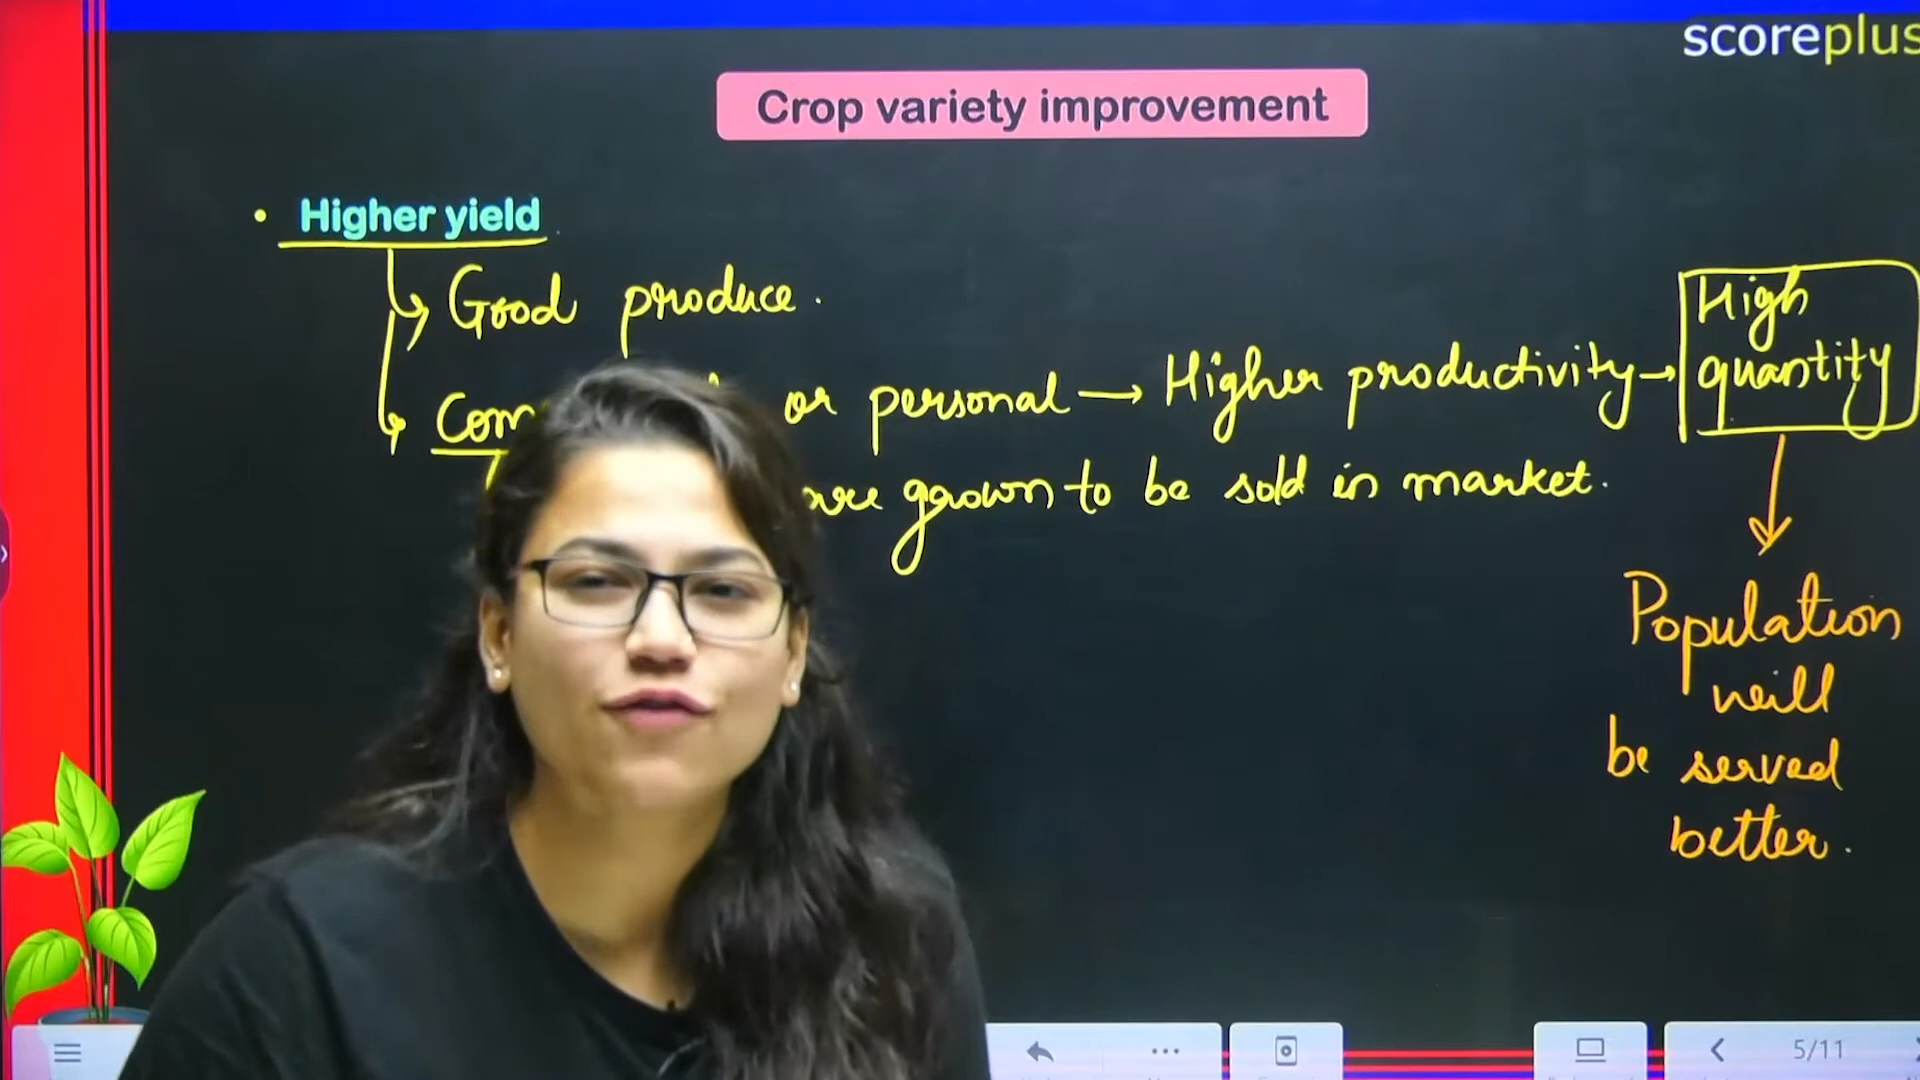 scoreplus
Crop variety improvement
• Higher yield
Good produce.
or personal → Higher productivity → High quantity
are grown to be sold in market.
Population
will
be served
better.
5/11